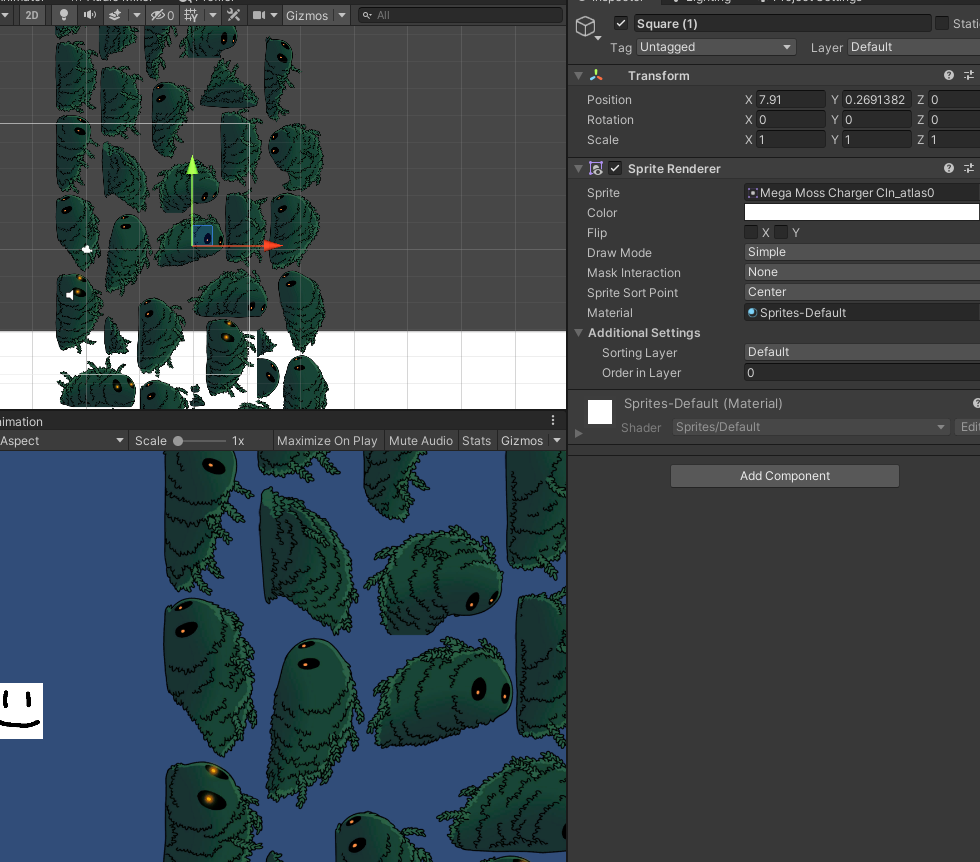 2D 0 Gizmos All
Square (1) Stati
Tag Untagged Layer Default
Transform
Position X 7.91 Y 0.2691382 Z 0
Rotation X 0 Y 0 Z 0
Scale X 1 Y 1 Z 1
Sprite Renderer
Sprite Mega Moss Charger Cln_atlas0
Color
Flip X Y
Draw Mode Simple
Mask Interaction None
Sprite Sort Point Center
Material Sprites-Default
Additional Settings
Sorting Layer Default
Order in Layer 0
Sprites-Default (Material)
Shader Sprites/Default Edit
Add Component
nimation
Aspect Scale 1x Maximize On Play Mute Audio Stats Gizmos